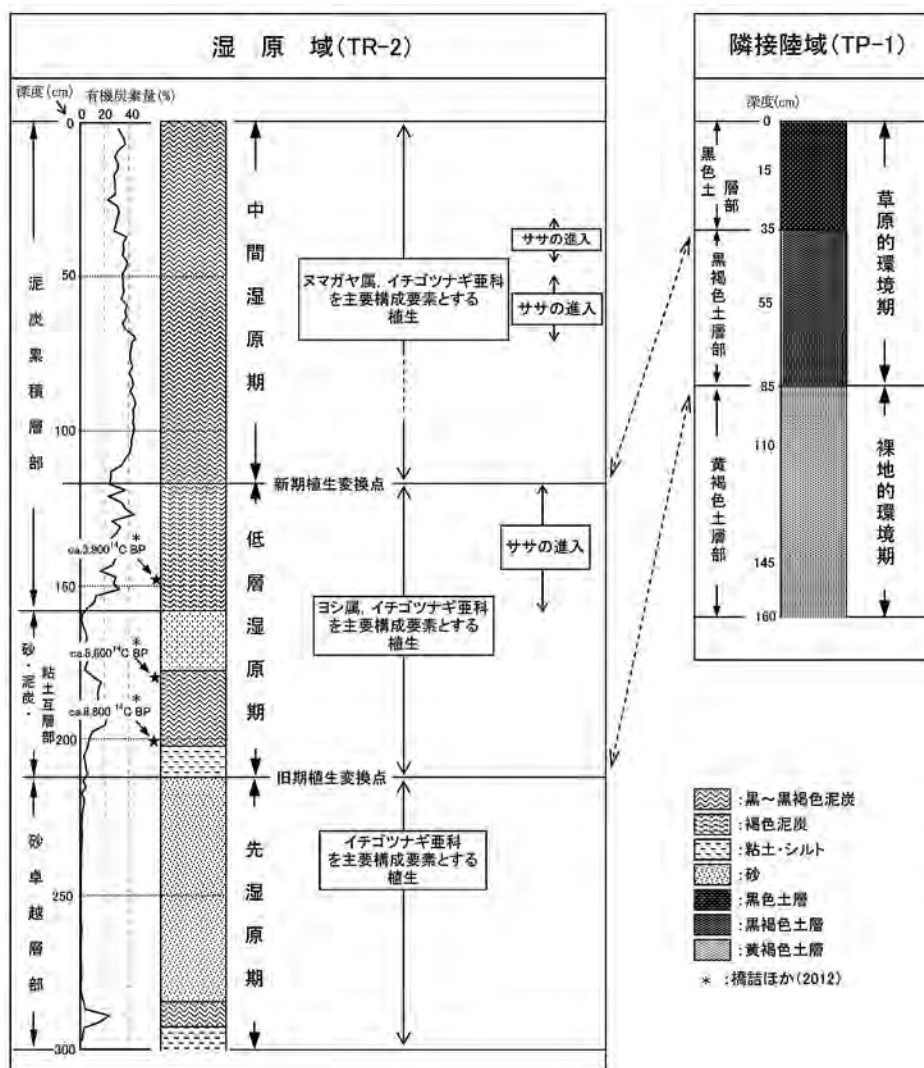 湿原域(TR-2)
深度(cm) 有機炭素量(%)
0 20 40
0
50
100
150
200
250
300
泥炭累積層部
砂・泥炭・
粘土互層部
砂卓越層部
ca.3,900 ¹⁴C BP
*
ca.5,600 ¹⁴C BP
*
ca.8,800 ¹⁴C BP
*
中間湿原期
低層湿原期
先湿原期
ヌマガヤ属,イチゴツナギ亜科
を主要構成要素とする
植生
ササの進入
ササの進入
新期植生変換点
ササの進入
ヨシ属,イチゴツナギ亜科
を主要構成要素とする
植生
旧期植生変換点
イチゴツナギ亜科
を主要構成要素とする
植生
隣接陸域(TP-1)
深度(cm)
0
15
35
55
85
110
145
160
黒色土
層部
黒褐色土層部
黄褐色土層部
草原的環境期
裸地的環境期
:黒~黒褐色泥炭
:褐色泥炭
:粘土・シルト
:砂
:黒色土層
:黒褐色土層
:黄褐色土層
* :橋詰ほか(2012)